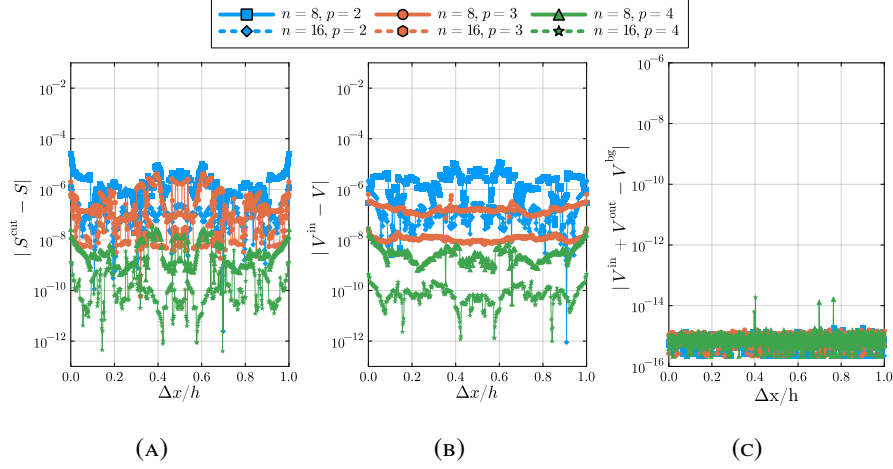 n = 8, p = 2 n = 8, p = 3 n = 8, p = 4
n = 16, p = 2 n = 16, p = 3 n = 16, p = 4
| S^cut − S|
10^−2
10^−4
10^−6
10^−8
10^−10
10^−12
0.0 0.2 0.4 0.6 0.8 1.0
Δx/h
(A)
| V^in − V|
10^−2
10^−4
10^−6
10^−8
10^−10
10^−12
0.0 0.2 0.4 0.6 0.8 1.0
Δx/h
(B)
| V^in + V^out − V^bg|
10^−6
10^−8
10^−10
10^−12
10^−14
10^−16
0.0 0.2 0.4 0.6 0.8 1.0
Δx/h
(C)